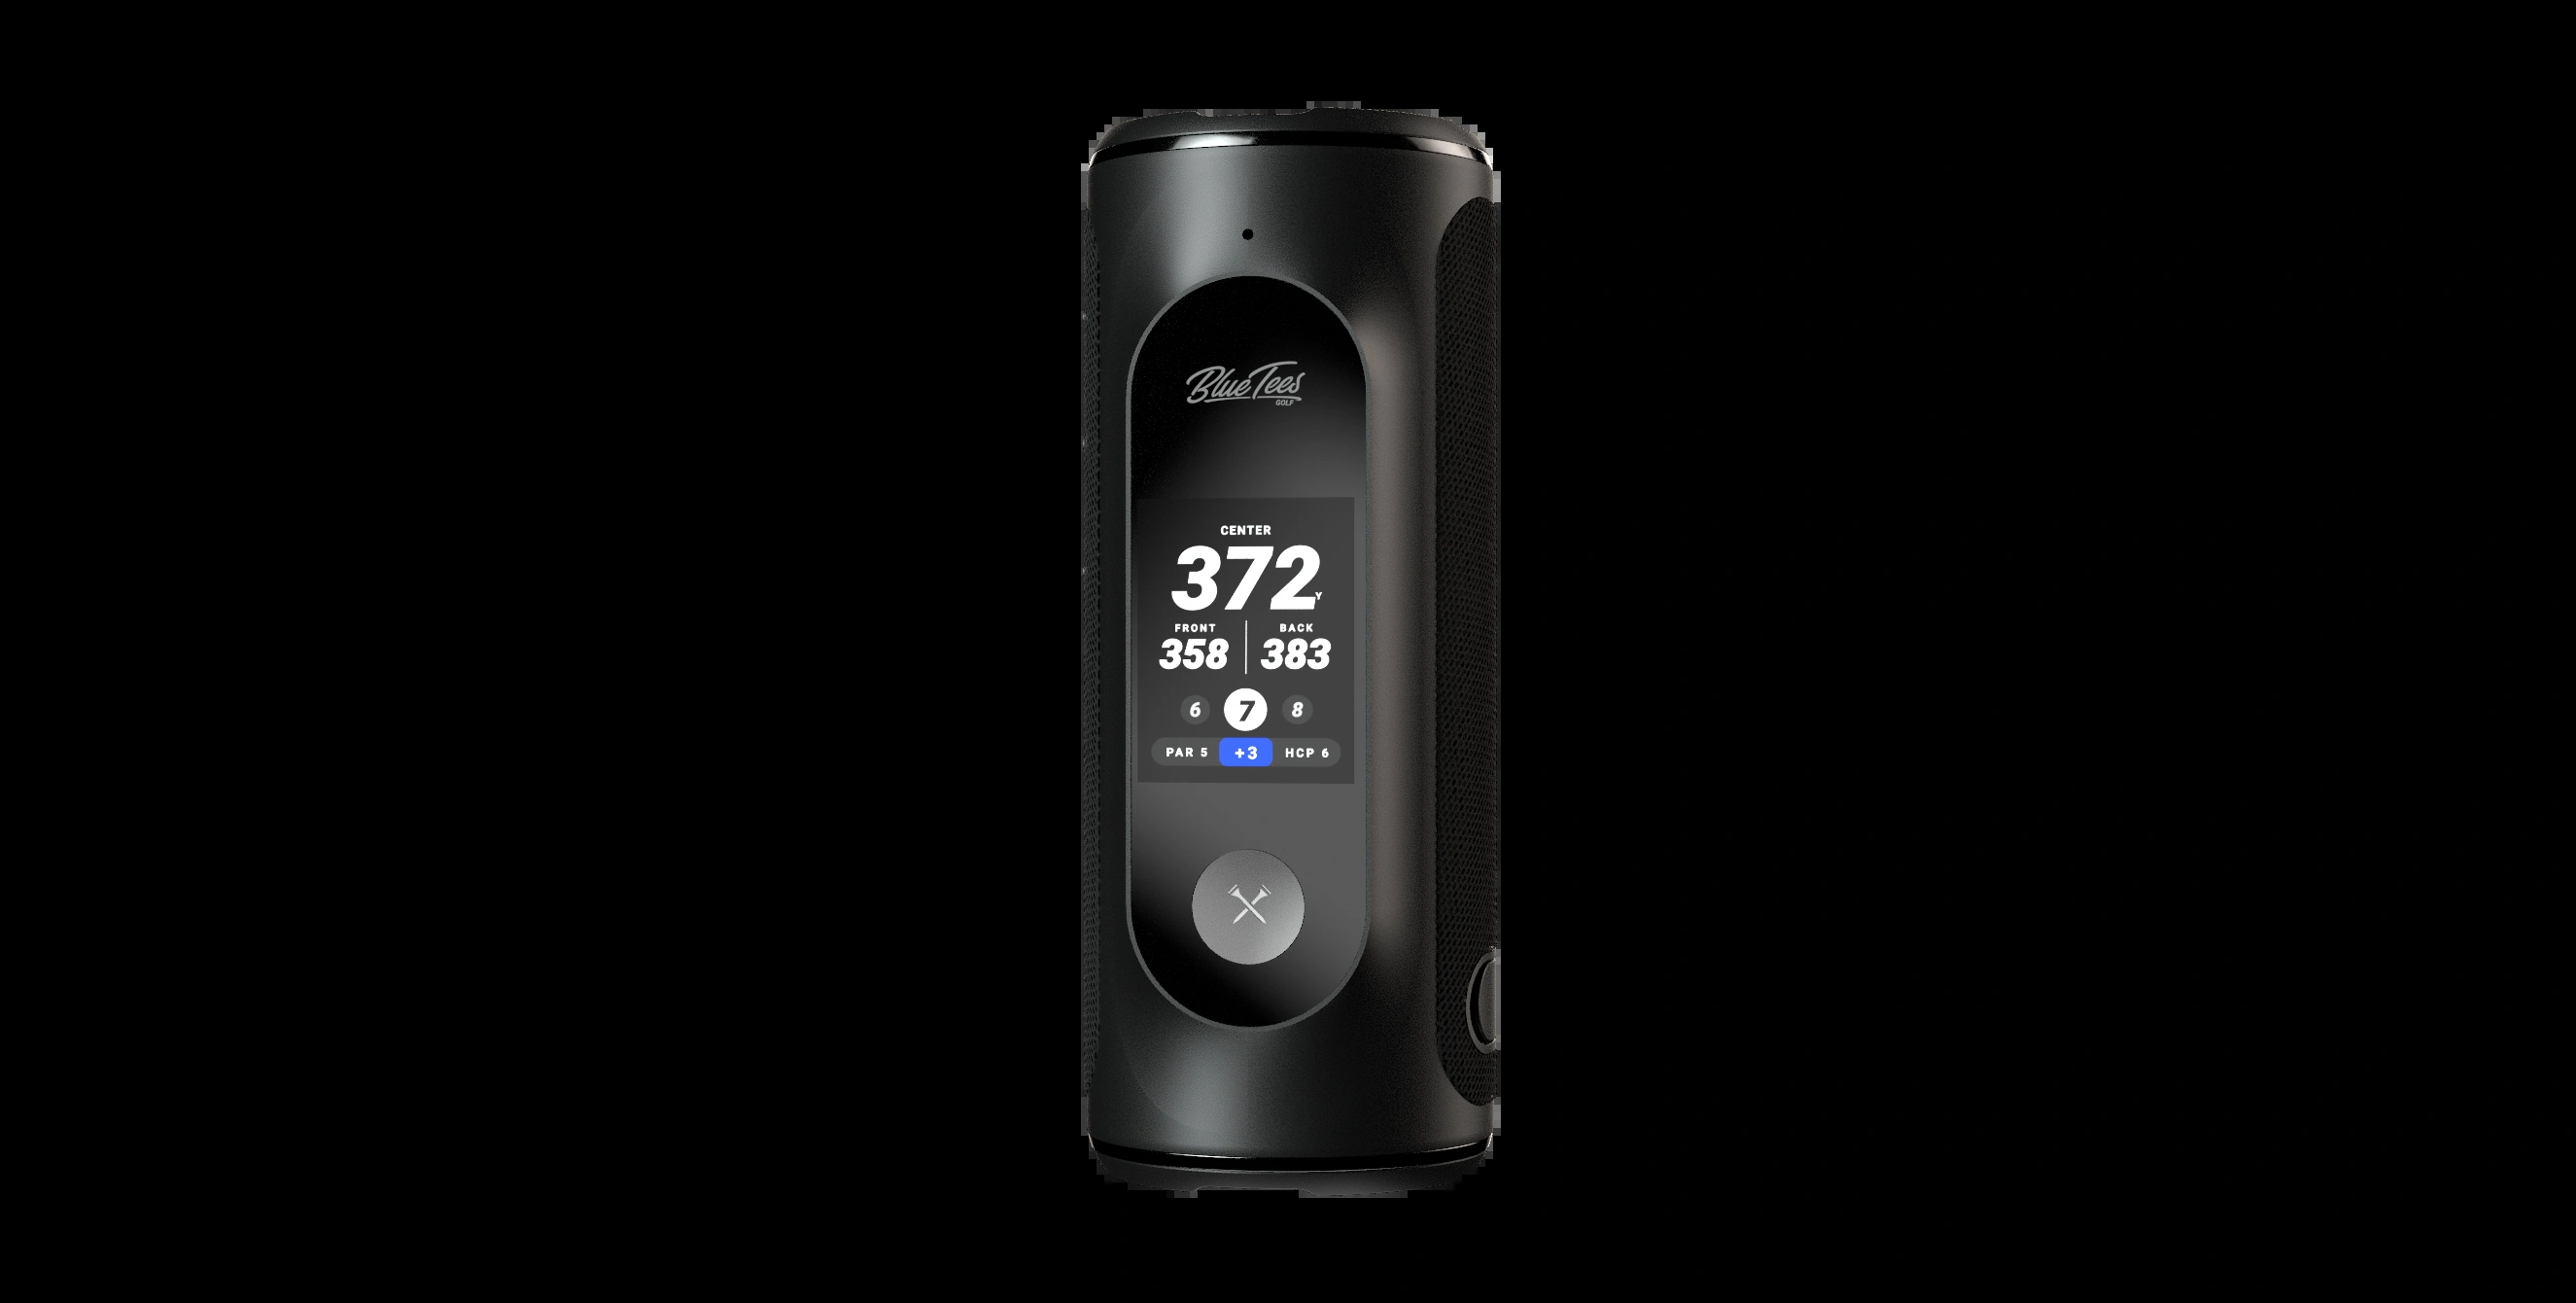 Blue Tees
GOLF
CENTER
372Y
FRONT BACK
358 383
6 7 8
PAR 5 +3 HCP 6